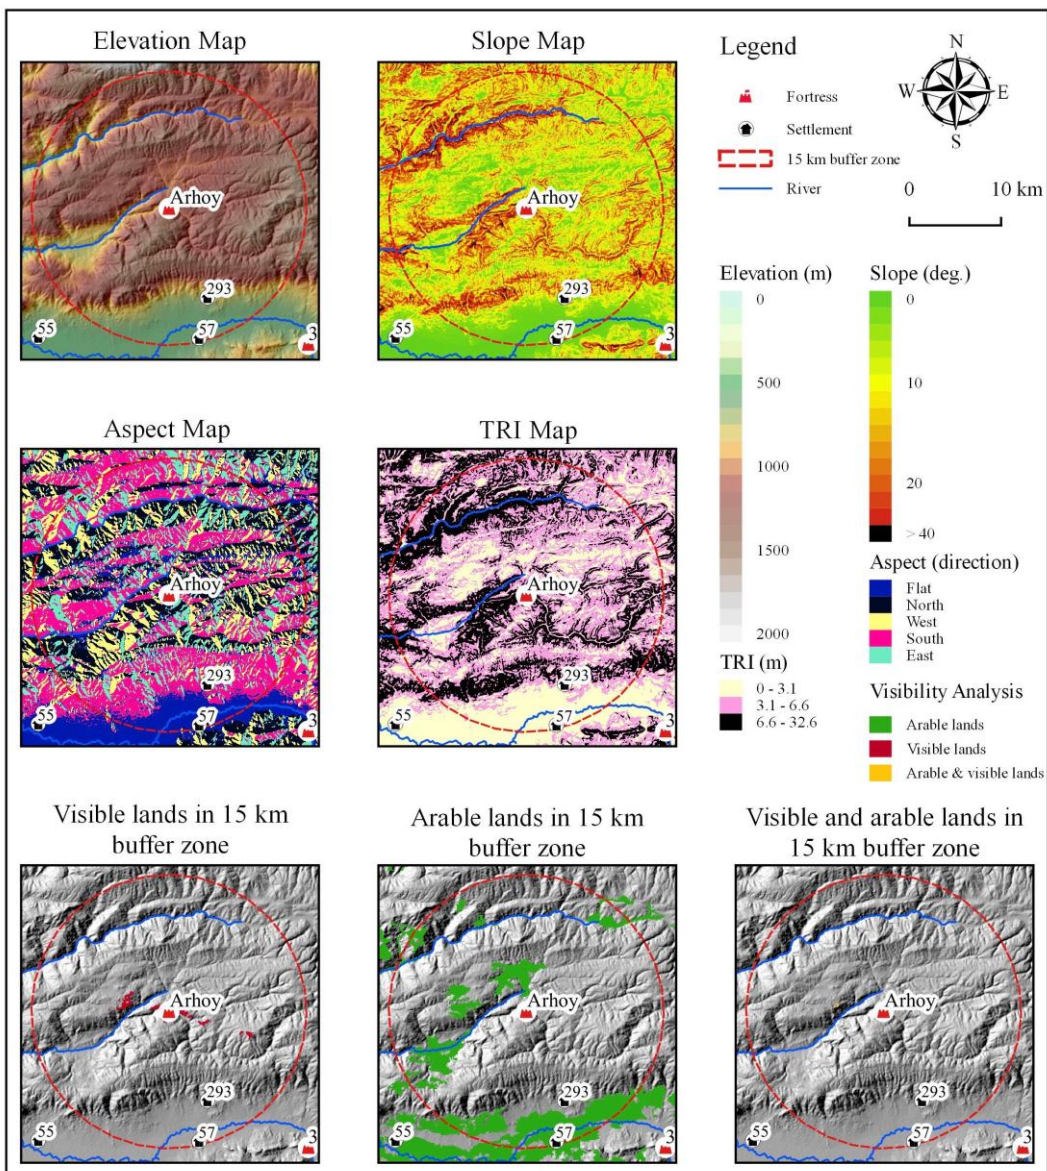 Elevation Map
Slope Map
Legend
Fortress
Settlement
15 km buffer zone
River
N
W
E
S
0
10 km
Arhoy
293
55
57
3
Arhoy
293
55
57
3
Elevation (m)
0
500
1000
1500
2000
Slope (deg.)
0
10
20
> 40
Aspect Map
TRI Map
Arhoy
293
55
57
3
Arhoy
293
55
57
3
Aspect (direction)
Flat
North
West
South
East
TRI (m)
0 - 3.1
3.1 - 6.6
6.6 - 32.6
Visibility Analysis
Arable lands
Visible lands
Arable & visible lands
Visible lands in 15 km
buffer zone
Arable lands in 15 km
buffer zone
Visible and arable lands in
15 km buffer zone
Arhoy
293
55
57
3
Arhoy
293
55
57
3
Arhoy
293
55
57
3